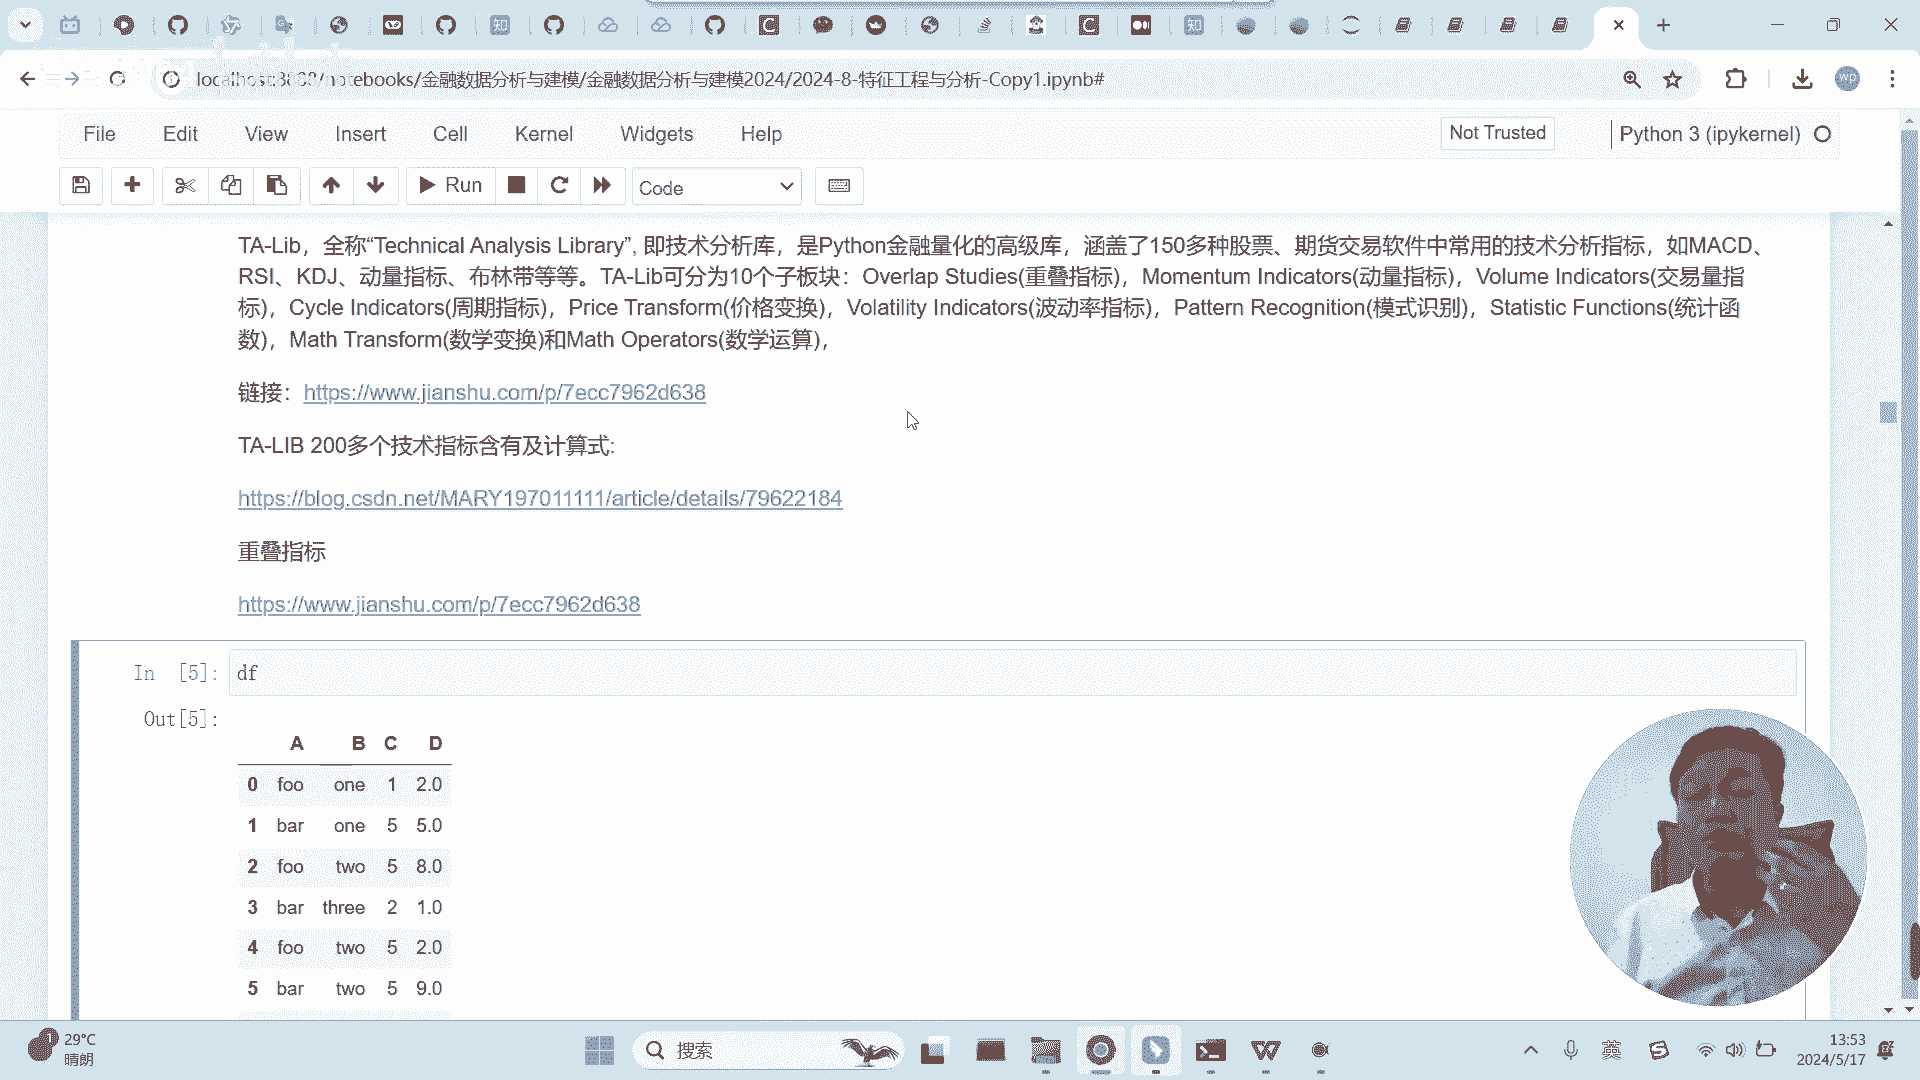 localhost:8888/notebooks/金融数据分析与建模/金融数据分析与建模2024/2024-8-特征工程与分析-Copy1.ipynb#
wp
File Edit View Insert Cell Kernel Widgets Help
Not Trusted
Python 3 (ipykernel)
Run
Code
TA-Lib，全称“Technical Analysis Library”, 即技术分析库，是Python金融量化的高级库，涵盖了150多种股票、期货交易软件中常用的技术分析指标，如MACD、
RSI、KDJ、动量指标、布林带等等。TA-Lib可分为10个子板块：Overlap Studies(重叠指标)，Momentum Indicators(动量指标)，Volume Indicators(交易量指
标)，Cycle Indicators(周期指标)，Price Transform(价格变换)，Volatility Indicators(波动率指标)，Pattern Recognition(模式识别)，Statistic Functions(统计函
数)，Math Transform(数学变换)和Math Operators(数学运算)，
链接：https://www.jianshu.com/p/7ecc7962d638
TA-LIB 200多个技术指标含有及计算式:
https://blog.csdn.net/MARY197011111/article/details/79622184
重叠指标
https://www.jianshu.com/p/7ecc7962d638
In [5]: df
Out[5]:
A B C D
0 foo one 1 2.0
1 bar one 5 5.0
2 foo two 5 8.0
3 bar three 2 1.0
4 foo two 5 2.0
5 bar two 5 9.0
29°C
晴朗
搜索
英
13:53
2024/5/17